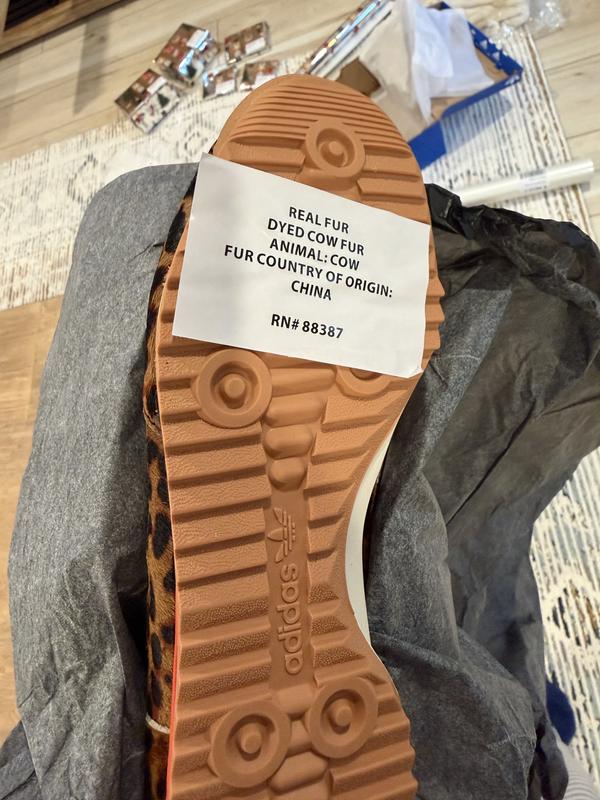 REAL FUR
DYED COW FUR
ANIMAL: COW
FUR COUNTRY OF ORIGIN:
CHINA
RN# 88387
adidas